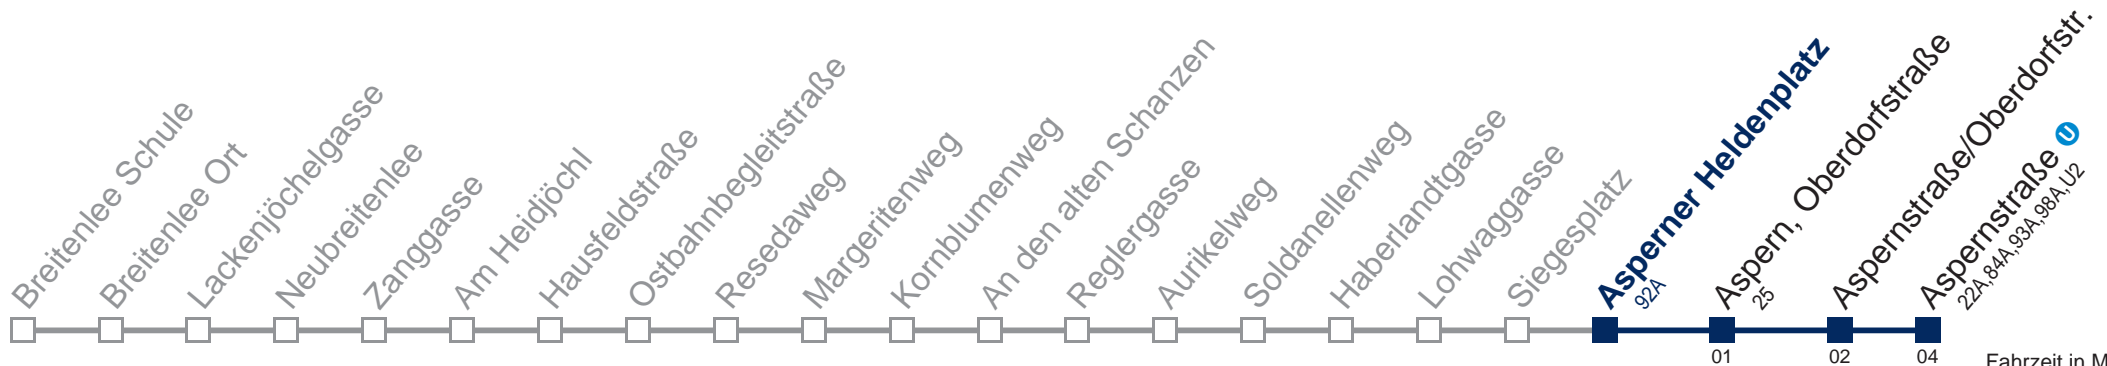 Breitenlee Schule
Breitenlee Ort
Lackenjöchelgasse
Neubreitenlee
Zanggasse
Am Heidjöchl
Hausfeldstraße
Ostbahnbegleitstraße
Resedaweg
Margeritenweg
Kornblumenweg
An den alten Schanzen
Reglergasse
Aurikelweg
Soldanellenweg
Haberlandtgasse
Lohwaggasse
Siegesplatz
Asperner Heldenplatz
92A
Aspern, Oberdorfstraße
25
Aspernstraße/Oberdorfstr.
Aspernstraße U
22A,84A,93A,98A,U2
01 02 04
Fahrzeit in M